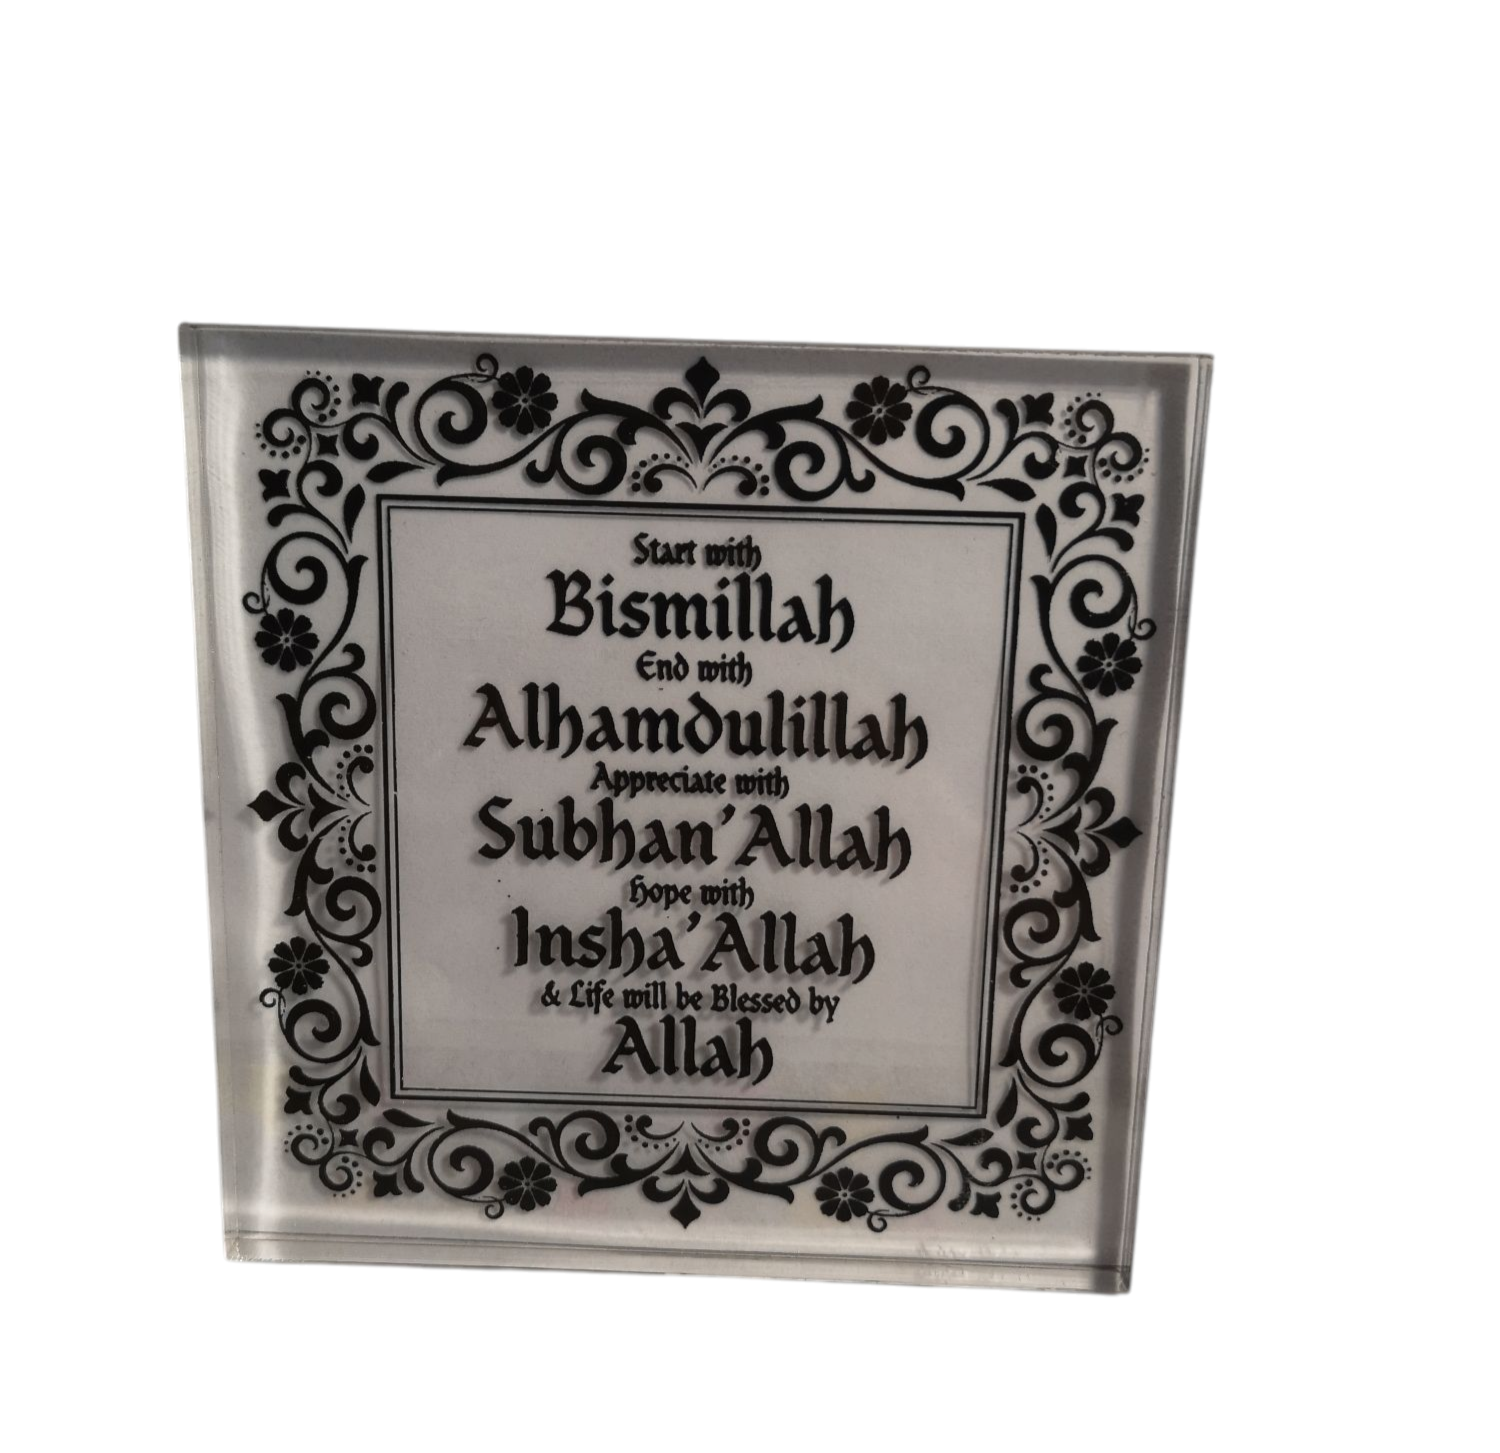 Start with
Bismillah
End with
Alhamdulillah
Appreciate with
Subhan'Allah
Hope with
Insha'Allah
& Life will be Blessed by
Allah